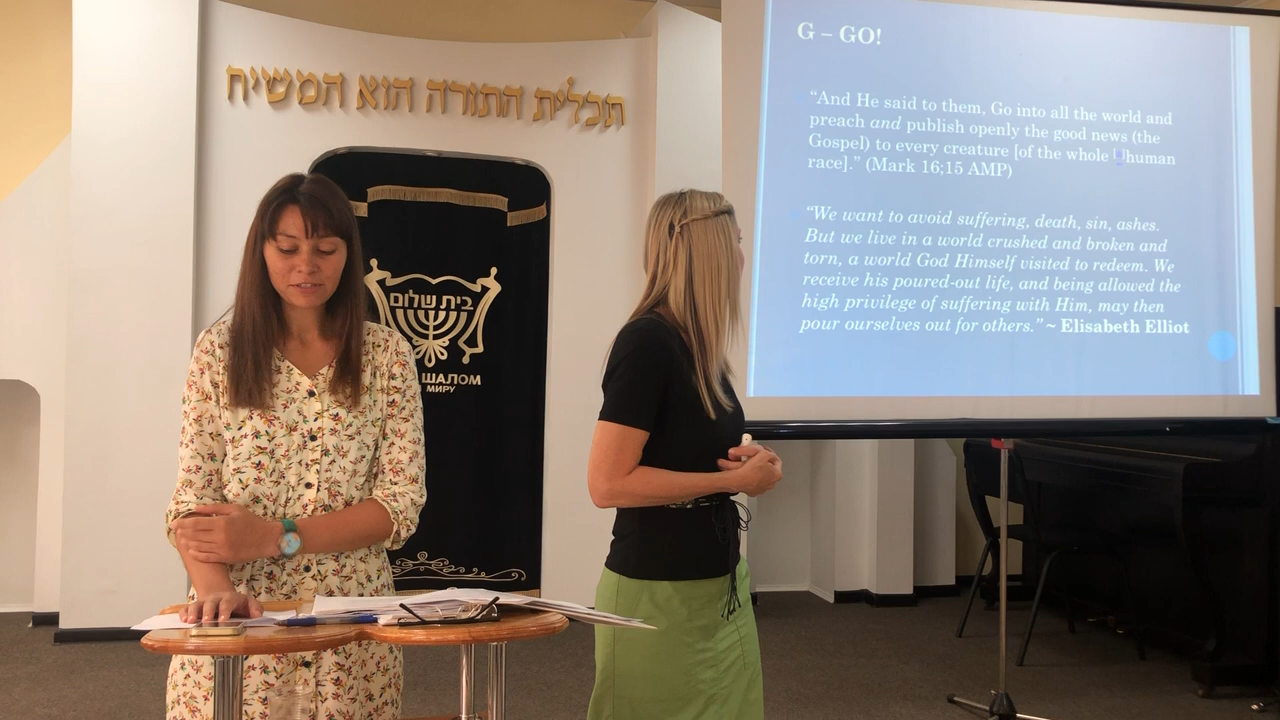 תכלית התורה הוא המשיח
בית שלום
ШАЛОМ
МИРУ
G – GO!
“And He said to them, Go into all the world and
preach and publish openly the good news (the
Gospel) to every creature [of the whole Uhuman
race].” (Mark 16:15 AMP)
“We want to avoid suffering, death, sin, ashes.
But we live in a world crushed and broken and
torn, a world God Himself visited to redeem. We
receive his poured-out life, and being allowed the
high privilege of suffering with Him, may then
pour ourselves out for others.” ~ Elisabeth Elliot